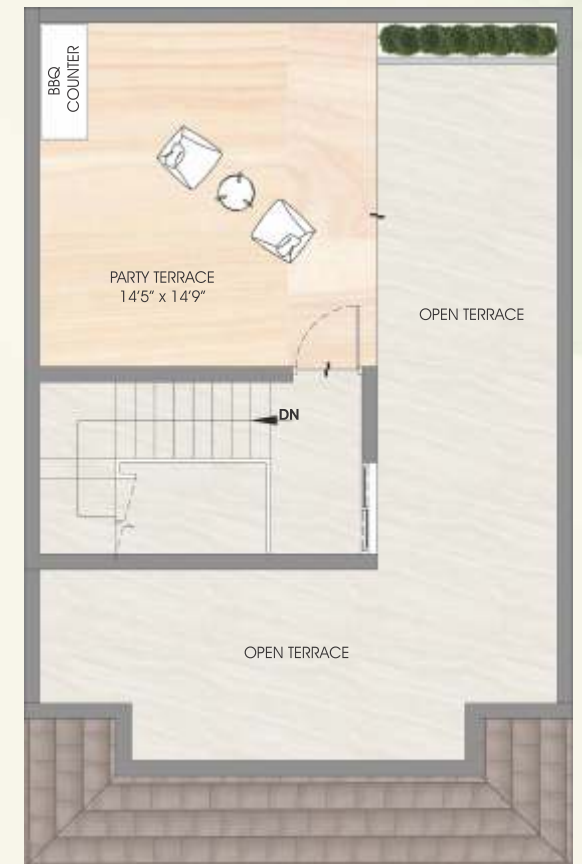 BBQ
COUNTER
PARTY TERRACE
14'5" x 14'9"
OPEN TERRACE
DN
OPEN TERRACE